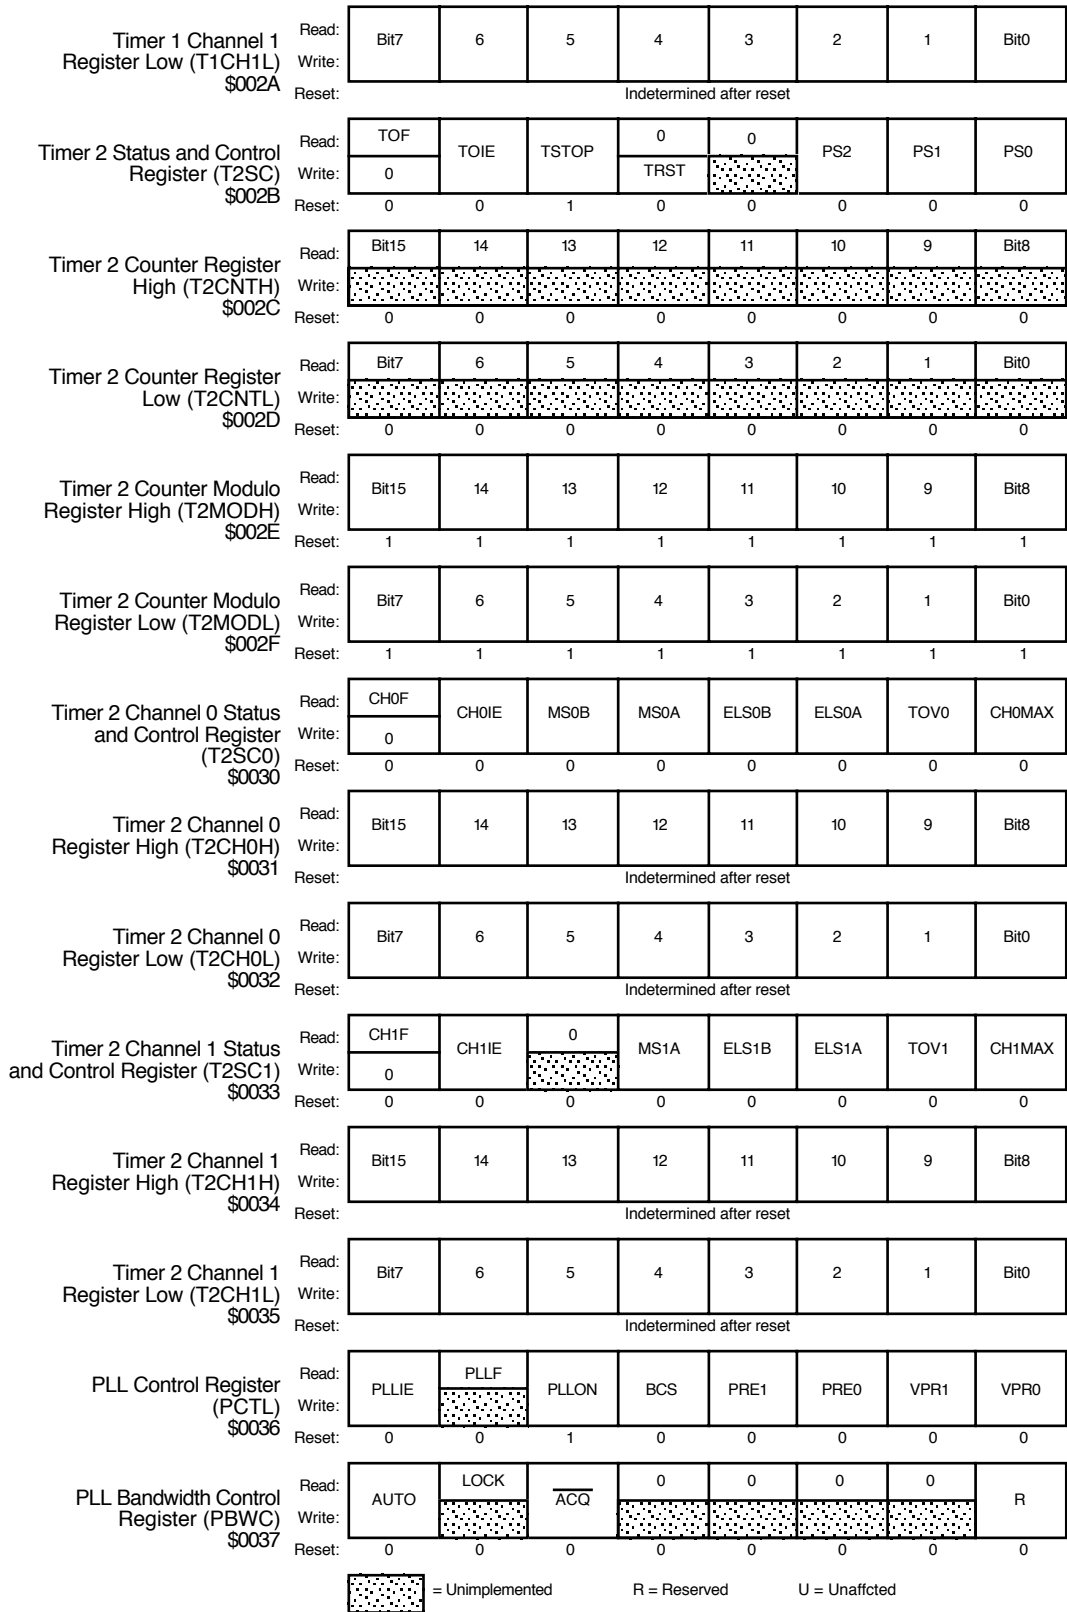 Timer 1 Channel 1
Register Low (T1CH1L)
$002A
Read: Bit7 6 5 4 3 2 1 Bit0
Write:
Reset: Indetermined after reset
Timer 2 Status and Control
Register (T2SC)
$002B
Read: TOF TOIE TSTOP 0 0 PS2 PS1 PS0
Write: 0 TRST
Reset: 0 0 1 0 0 0 0 0
Timer 2 Counter Register
High (T2CNTH)
$002C
Read: Bit15 14 13 12 11 10 9 Bit8
Write:
Reset: 0 0 0 0 0 0 0 0
Timer 2 Counter Register
Low (T2CNTL)
$002D
Read: Bit7 6 5 4 3 2 1 Bit0
Write:
Reset: 0 0 0 0 0 0 0 0
Timer 2 Counter Modulo
Register High (T2MODH)
$002E
Read: Bit15 14 13 12 11 10 9 Bit8
Write:
Reset: 1 1 1 1 1 1 1 1
Timer 2 Counter Modulo
Register Low (T2MODL)
$002F
Read: Bit7 6 5 4 3 2 1 Bit0
Write:
Reset: 1 1 1 1 1 1 1 1
Timer 2 Channel 0 Status
and Control Register
(T2SC0)
$0030
Read: CH0F CH0IE MS0B MS0A ELS0B ELS0A TOV0 CH0MAX
Write: 0
Reset: 0 0 0 0 0 0 0 0
Timer 2 Channel 0
Register High (T2CH0H)
$0031
Read: Bit15 14 13 12 11 10 9 Bit8
Write:
Reset: Indetermined after reset
Timer 2 Channel 0
Register Low (T2CH0L)
$0032
Read: Bit7 6 5 4 3 2 1 Bit0
Write:
Reset: Indetermined after reset
Timer 2 Channel 1 Status
and Control Register (T2SC1)
$0033
Read: CH1F CH1IE 0 MS1A ELS1B ELS1A TOV1 CH1MAX
Write: 0
Reset: 0 0 0 0 0 0 0 0
Timer 2 Channel 1
Register High (T2CH1H)
$0034
Read: Bit15 14 13 12 11 10 9 Bit8
Write:
Reset: Indetermined after reset
Timer 2 Channel 1
Register Low (T2CH1L)
$0035
Read: Bit7 6 5 4 3 2 1 Bit0
Write:
Reset: Indetermined after reset
PLL Control Register
(PCTL)
$0036
Read: PLLIE PLLF PLLON BCS PRE1 PRE0 VPR1 VPR0
Write:
Reset: 0 0 1 0 0 0 0 0
PLL Bandwidth Control
Register (PBWC)
$0037
Read: AUTO LOCK ACQ 0 0 0 0 R
Write:
Reset: 0 0 0 0 0 0 0 0
= Unimplemented R = Reserved U = Unaffcted